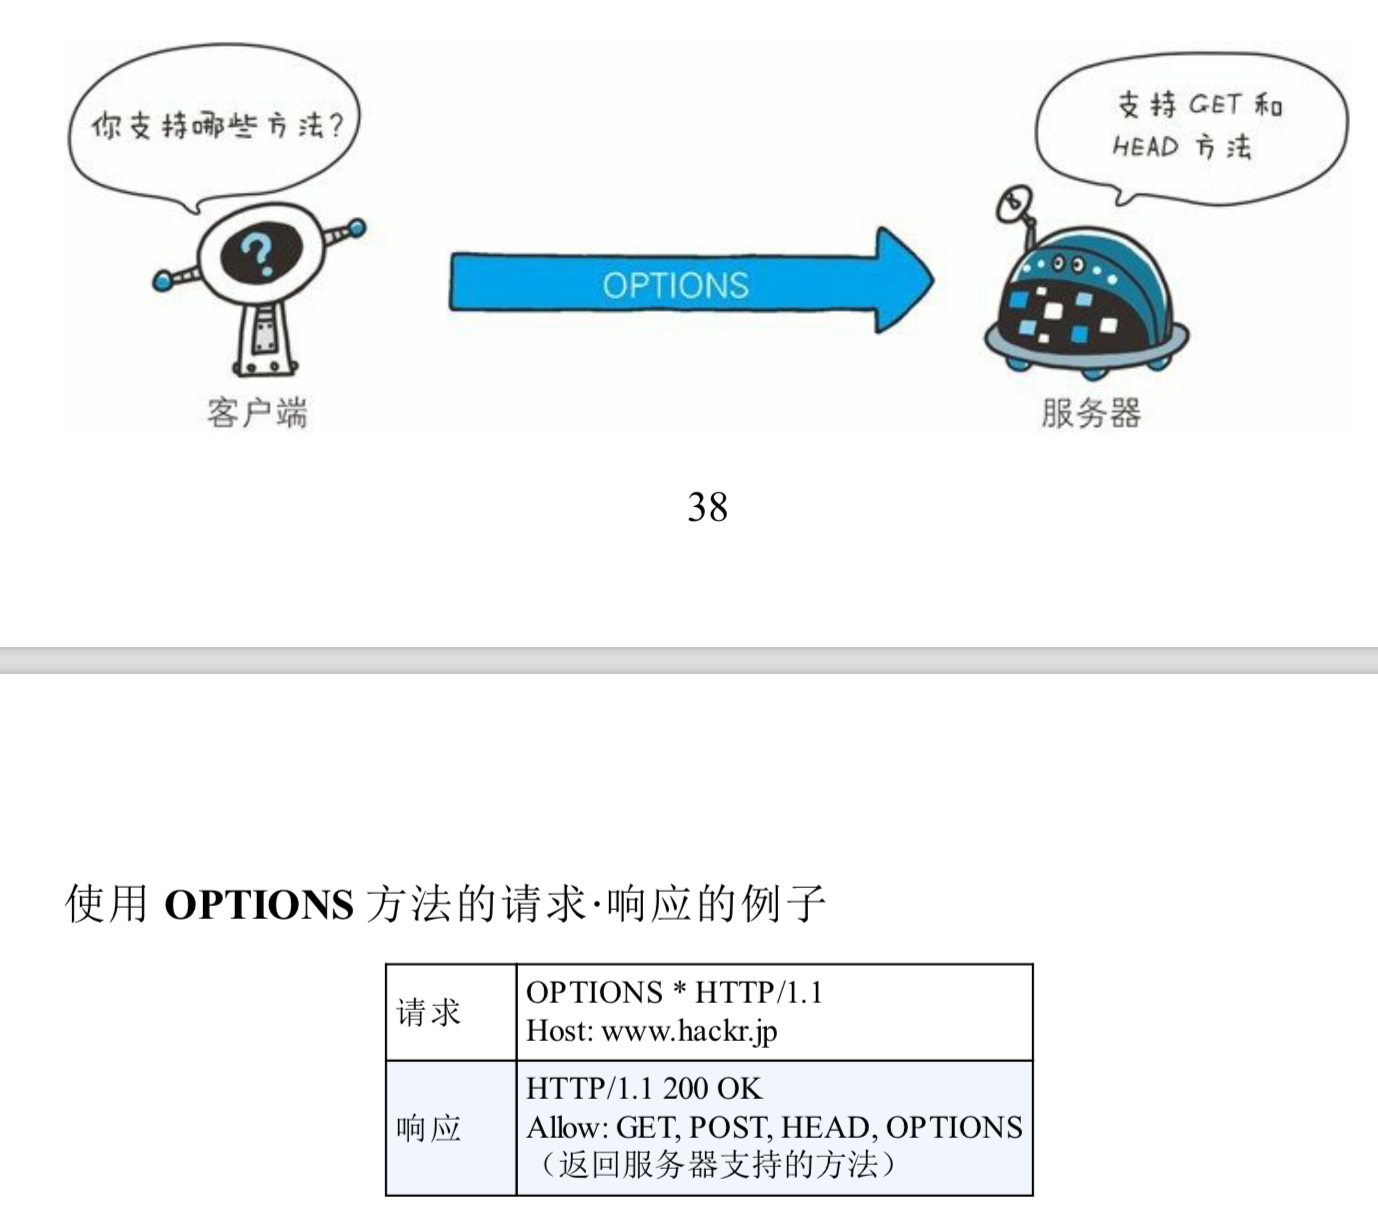 你支持哪些方法?
支持 GET 和
HEAD 方法
OPTIONS
客户端
服务器
38
使用 OPTIONS 方法的请求·响应的例子
请求
OPTIONS * HTTP/1.1
Host: www.hackr.jp
响应
HTTP/1.1 200 OK
Allow: GET, POST, HEAD, OPTIONS
（返回服务器支持的方法）